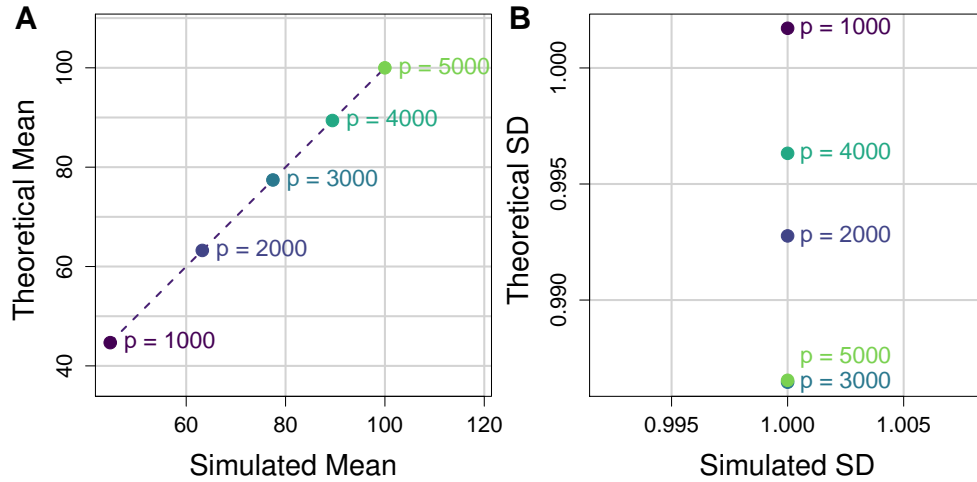 A
Theoretical Mean
100
80
60
40
p = 5000
p = 4000
p = 3000
p = 2000
p = 1000
60
80
100
120
Simulated Mean
B
Theoretical SD
1.000
0.995
0.990
p = 1000
p = 4000
p = 2000
p = 5000
p = 3000
0.995
1.000
1.005
Simulated SD